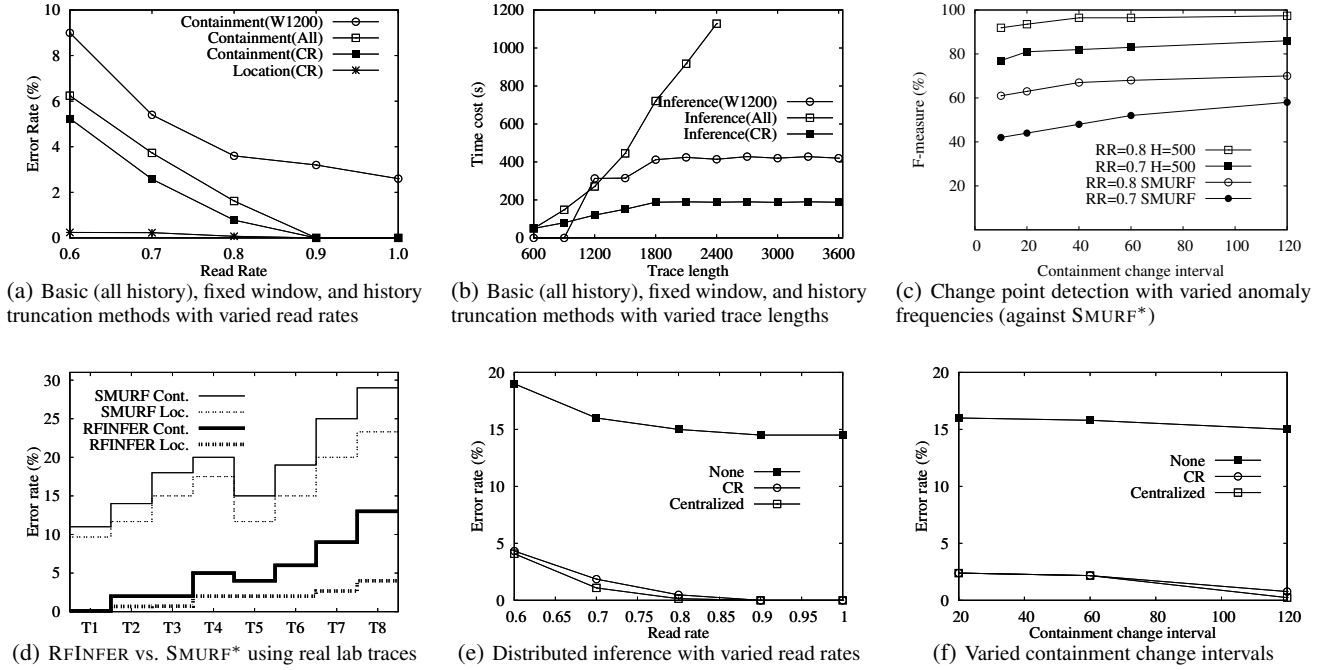 Error Rate (%)
10
8
6
4
2
0
0.6 0.7 0.8 0.9 1.0
Read Rate
Containment(W1200)
Containment(All)
Containment(CR)
Location(CR)
(a) Basic (all history), fixed window, and history
truncation methods with varied read rates
Time cost (s)
1200
1000
800
600
400
200
0
600 1200 1800 2400 3000 3600
Trace length
Inference(W1200)
Inference(All)
Inference(CR)
(b) Basic (all history), fixed window, and history
truncation methods with varied trace lengths
F-measure (%)
100
80
60
40
20
0 20 40 60 80 100 120
Containment change interval
RR=0.8 H=500
RR=0.7 H=500
RR=0.8 SMURF
RR=0.7 SMURF
(c) Change point detection with varied anomaly
frequencies (against SMURF*)
Error rate (%)
30
25
20
15
10
5
0
T1 T2 T3 T4 T5 T6 T7 T8
SMURF Cont.
SMURF Loc.
RFINFER Cont.
RFINFER Loc.
(d) RFINFER vs. SMURF* using real lab traces
Error rate (%)
20
15
10
5
0
0.6 0.65 0.7 0.75 0.8 0.85 0.9 0.95 1
Read rate
None
CR
Centralized
(e) Distributed inference with varied read rates
Error rate (%)
20
15
10
5
0
20 40 60 80 100 120
Containment change interval
None
CR
Centralized
(f) Varied containment change intervals